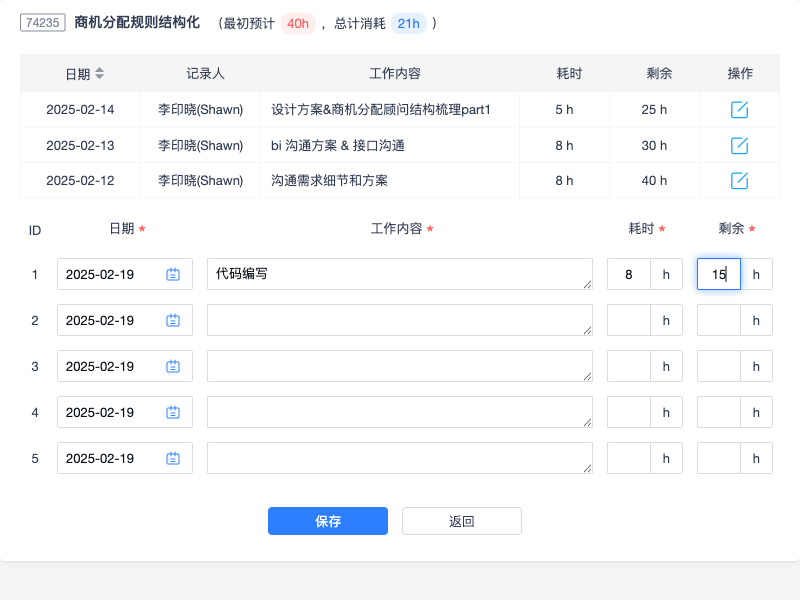 74235 商机分配规则结构化 (最初预计 40h ，总计消耗 21h )
日期 记录人 工作内容 耗时 剩余 操作
2025-02-14 李印晓(Shawn) 设计方案&商机分配顾问结构梳理part1 5 h 25 h
2025-02-13 李印晓(Shawn) bi 沟通方案 & 接口沟通 8 h 30 h
2025-02-12 李印晓(Shawn) 沟通需求细节和方案 8 h 40 h
ID 日期 * 工作内容 * 耗时 * 剩余 *
1 2025-02-19 代码编写 8 h 15 h
2 2025-02-19 h h
3 2025-02-19 h h
4 2025-02-19 h h
5 2025-02-19 h h
保存 返回